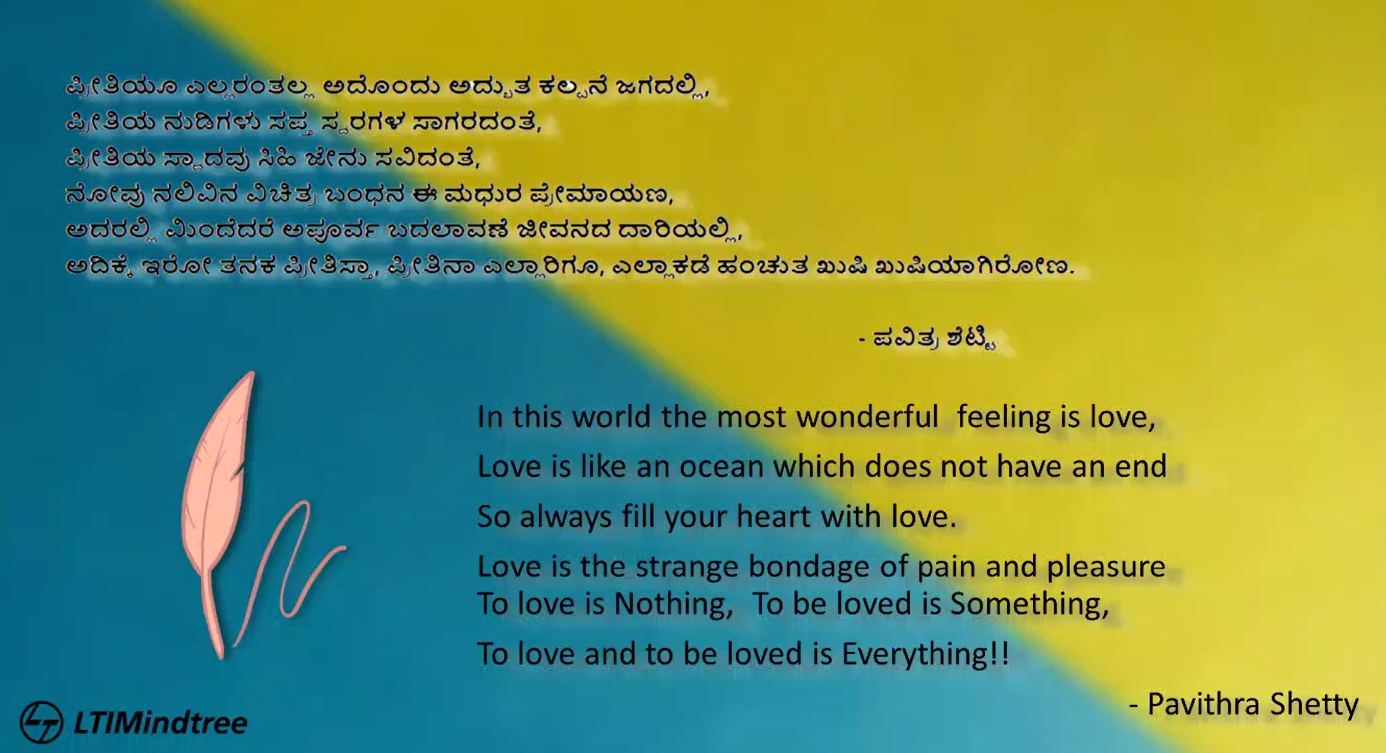 ಪ್ರೀತಿಯೂ ಎಲ್ಲರಂತಲ್ಲ ಅದೊಂದು ಅದ್ಭುತ ಕಲ್ಪನೆ ಜಗದಲ್ಲಿ,
ಪ್ರೀತಿಯ ನುಡಿಗಳು ಸಪ್ತ ಸ್ವರಗಳ ಸಾಗರದಂತೆ,
ಪ್ರೀತಿಯ ಸ್ವಾದವು ಸಿಹಿ ಜೇನು ಸವಿದಂತೆ,
ನೋವು ನಲಿವಿನ ವಿಚಿತ್ರ ಬಂಧನ ಈ ಮಧುರ ಪ್ರೇಮಾಯಣ,
ಅದರಲ್ಲಿ ಮಿಂದೆದರೆ ಅಪೂರ್ವ ಬದಲಾವಣೆ ಜೀವನದ ದಾರಿಯಲ್ಲಿ,
ಅದಿಕ್ಕೆ ಇರೋ ತನಕ ಪ್ರೀತಿಸ್ತಾ, ಪ್ರೀತಿನಾ ಎಲ್ಲಾರಿಗೂ, ಎಲ್ಲಾಕಡೆ ಹಂಚುತ ಖುಷಿ ಖುಷಿಯಾಗಿರೋಣ.
- ಪವಿತ್ರ ಶೆಟ್ಟಿ
In this world the most wonderful feeling is love,
Love is like an ocean which does not have an end
So always fill your heart with love.
Love is the strange bondage of pain and pleasure
To love is Nothing, To be loved is Something,
To love and to be loved is Everything!!
- Pavithra Shetty
LTIMindtree